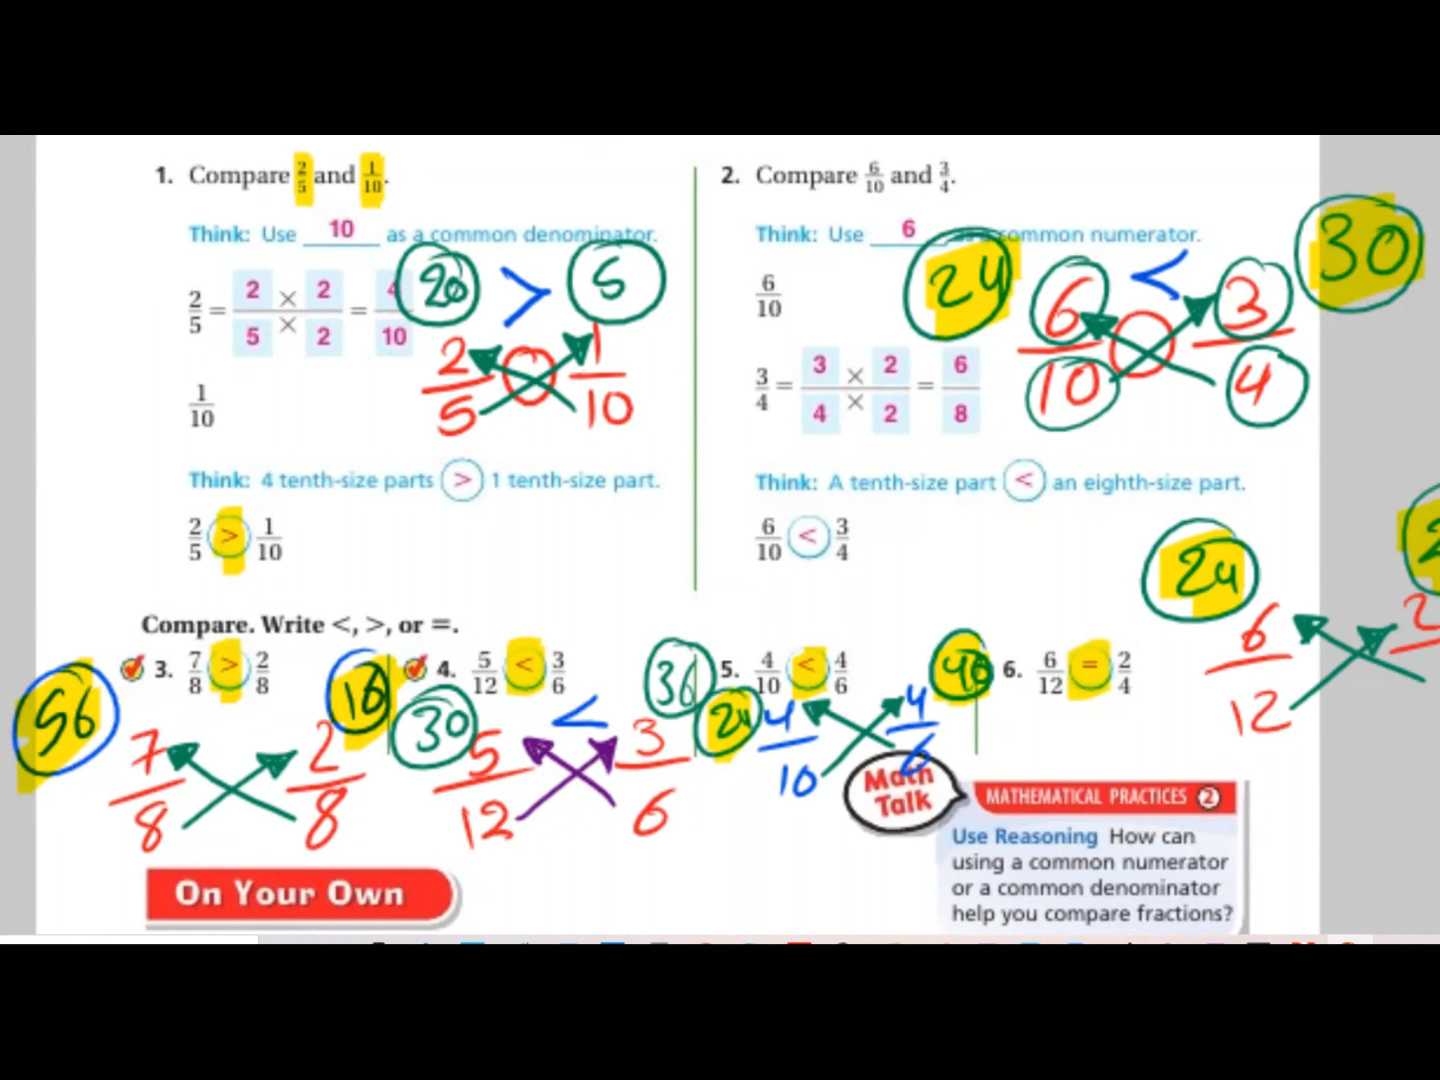 1. Compare 2/5 and 1/10.
Think: Use 10 as a common denominator.
2/5 = 2 × 2 / 5 × 2 = 4/10
20 > 5
2/5 1/10
1/10
Think: 4 tenth-size parts > 1 tenth-size part.
2/5 > 1/10
2. Compare 6/10 and 3/4.
Think: Use 6 as a common numerator.
6/10
24 < 30
6/10 3/4
3/4 = 3 × 2 / 4 × 2 = 6/8
Think: A tenth-size part < an eighth-size part.
6/10 < 3/4
Compare. Write <, >, or =.
3. 7/8 > 2/8
56 16
7/8 2/8
4. 5/12 < 3/6
30 < 36
5/12 3/6
5. 4/10 < 4/6
24 40
4/10 4/6
6. 6/12 = 2/4
24
6/12 2
Math
Talk
MATHEMATICAL PRACTICES 2
Use Reasoning How can
using a common numerator
or a common denominator
help you compare fractions?
On Your Own